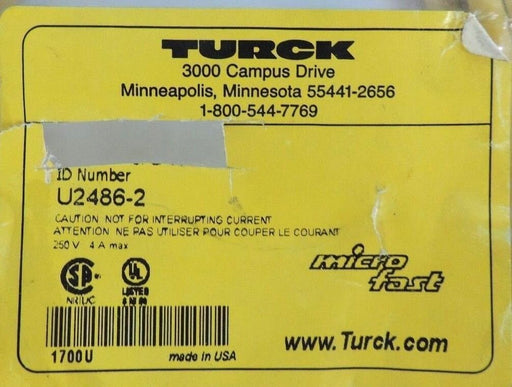 TURCK
3000 Campus Drive
Minneapolis, Minnesota 55441-2656
1-800-544-7769
ID Number
U2486-2
CAUTION NOT FOR INTERRUPTING CURRENT
ATTENTION NE PAS UTILISER POUR COUPER LE COURANT
250 V 4 A max
micro
fast
NRTL/C
LISTED
1700U
made in USA
www.Turck.com